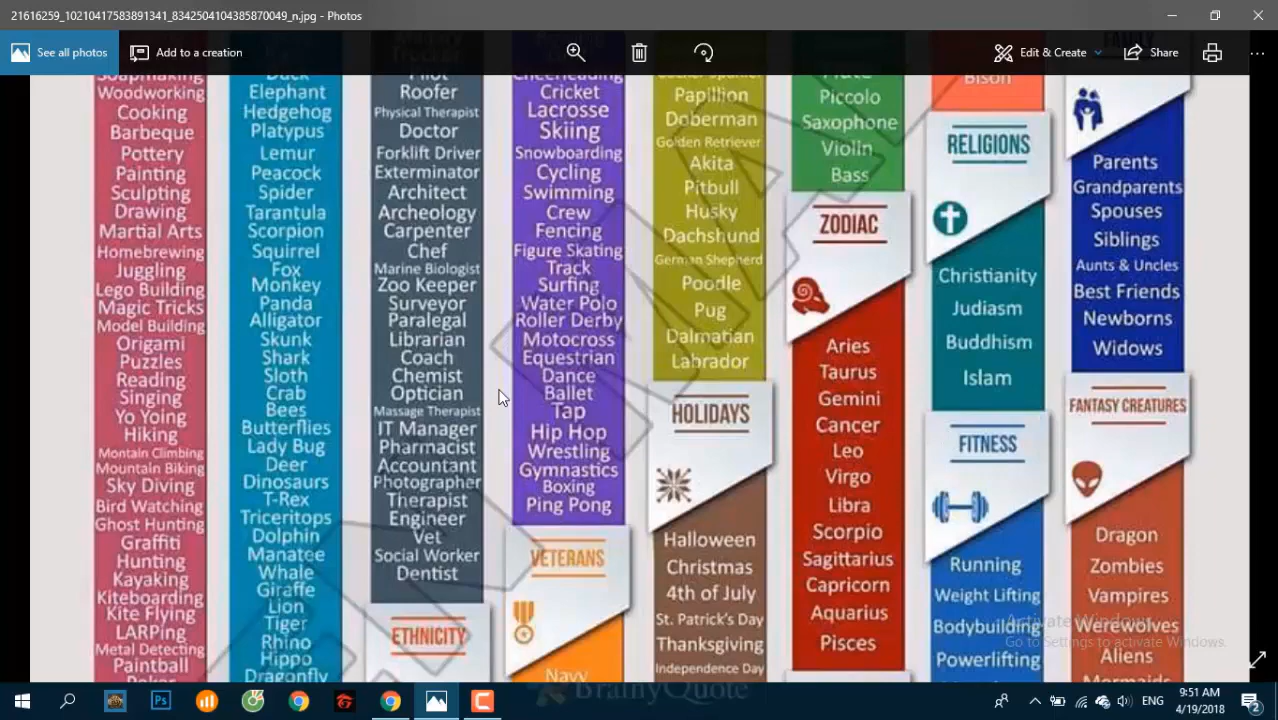 21616259_10210417583891341_8342504104385870049_n.jpg - Photos
See all photos
Add to a creation
Edit & Create
Share
Soapmaking
Woodworking
Cooking
Barbeque
Pottery
Painting
Sculpting
Drawing
Martial Arts
Homebrewing
Juggling
Lego Building
Magic Tricks
Model Building
Origami
Puzzles
Reading
Singing
Yo Yoing
Hiking
Montain Climbing
Mountain Biking
Sky Diving
Bird Watching
Ghost Hunting
Graffiti
Hunting
Kayaking
Kiteboarding
Kite Flying
LARPing
Metal Detecting
Paintball
Poker
Duck
Elephant
Hedgehog
Platypus
Lemur
Peacock
Spider
Tarantula
Scorpion
Squirrel
Fox
Monkey
Panda
Alligator
Skunk
Shark
Sloth
Crab
Bees
Butterflies
Lady Bug
Deer
Dinosaurs
T-Rex
Triceritops
Dolphin
Manatee
Whale
Giraffe
Lion
Tiger
Rhino
Hippo
Dragonfly
Trucker
Pilot
Roofer
Physical Therapist
Doctor
Forklift Driver
Exterminator
Architect
Archeology
Carpenter
Chef
Marine Biologist
Zoo Keeper
Surveyor
Paralegal
Librarian
Coach
Chemist
Optician
Massage Therapist
IT Manager
Pharmacist
Accountant
Photographer
Therapist
Engineer
Vet
Social Worker
Dentist
ETHNICITY
Cheerleading
Cricket
Lacrosse
Skiing
Snowboarding
Cycling
Swimming
Crew
Fencing
Figure Skating
Track
Surfing
Water Polo
Roller Derby
Motocross
Equestrian
Dance
Ballet
Tap
Hip Hop
Wrestling
Gymnastics
Boxing
Ping Pong
VETERANS
Navy
Cocker Spaniel
Papillion
Doberman
Golden Retriever
Akita
Pitbull
Husky
Dachshund
German Shepherd
Poodle
Pug
Dalmatian
Labrador
HOLIDAYS
Halloween
Christmas
4th of July
St. Patrick's Day
Thanksgiving
Independence Day
Flute
Piccolo
Saxophone
Violin
Bass
ZODIAC
Aries
Taurus
Gemini
Cancer
Leo
Virgo
Libra
Scorpio
Sagittarius
Capricorn
Aquarius
Pisces
Bison
RELIGIONS
Christianity
Judiasm
Buddhism
Islam
FITNESS
Running
Weight Lifting
Bodybuilding
Powerlifting
FAMILY
Parents
Grandparents
Spouses
Siblings
Aunts & Uncles
Best Friends
Newborns
Widows
FANTASY CREATURES
Dragon
Zombies
Vampires
Werewolves
Aliens
Mermaids
Activate Windows
Go to Settings to activate Windows.
BrainyQuote
Ps
ENG
9:51 AM
4/19/2018
2